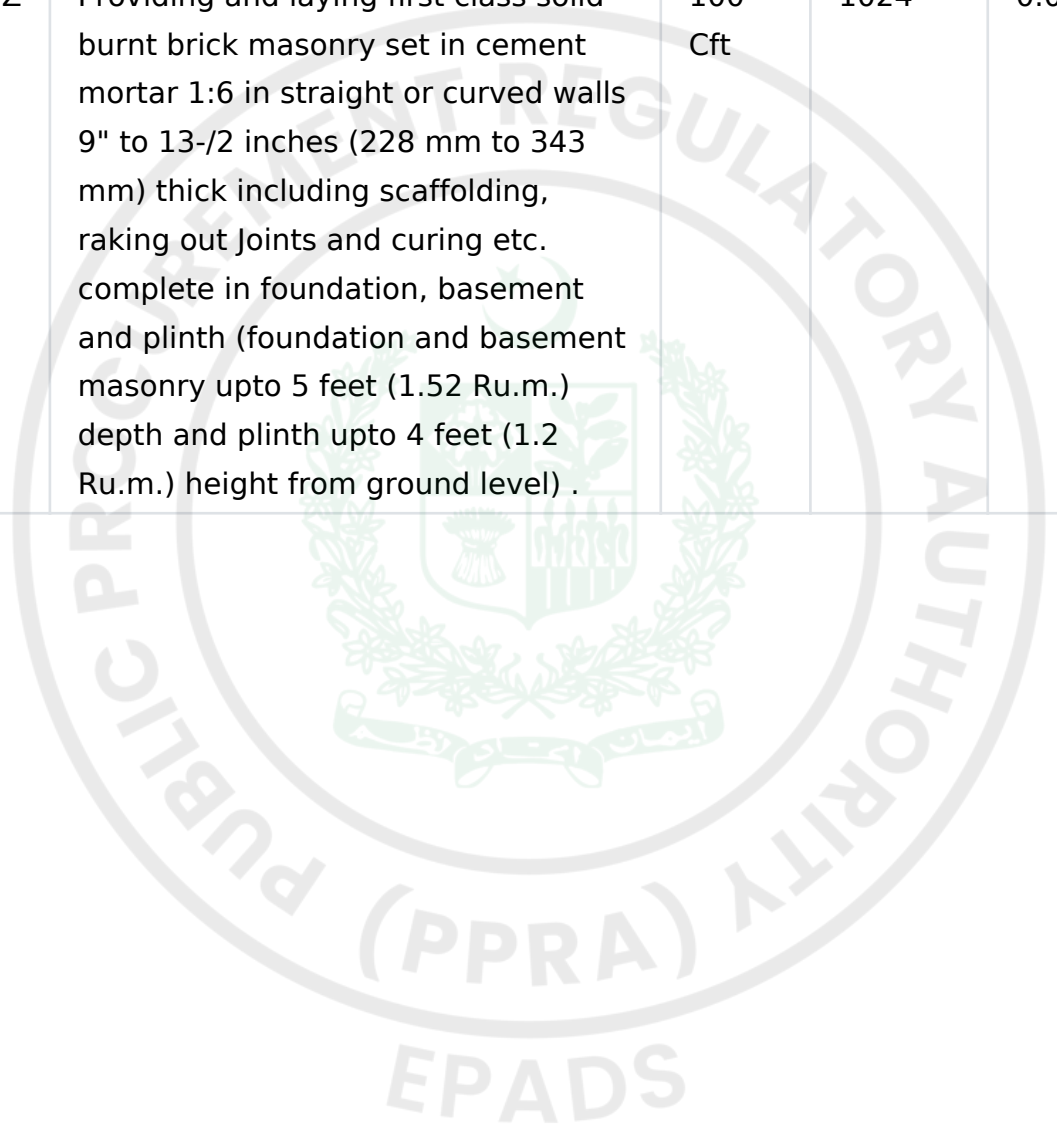 Providing and laying first class solid
burnt brick masonry set in cement
mortar 1:6 in straight or curved walls
9" to 13-/2 inches (228 mm to 343
mm) thick including scaffolding,
raking out Joints and curing etc.
complete in foundation, basement
and plinth (foundation and basement
masonry upto 5 feet (1.52 Ru.m.)
depth and plinth upto 4 feet (1.2
Ru.m.) height from ground level) .
100
Cft
1024
PUBLIC PROCUREMENT REGULATORY AUTHORITY
(PPRA)
EPADS